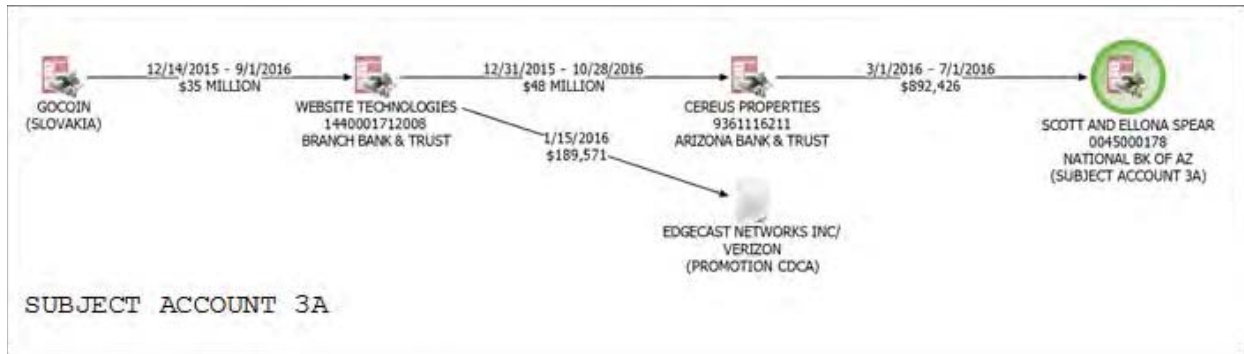 12/14/2015 - 9/1/2016
$35 MILLION
12/31/2015 - 10/28/2016
$48 MILLION
3/1/2016 - 7/1/2016
$892,426
GOCOIN
(SLOVAKIA)
WEBSITE TECHNOLOGIES
1440001712008
BRANCH BANK & TRUST
1/15/2016
$189,571
CEREUS PROPERTIES
9361116211
ARIZONA BANK & TRUST
SCOTT AND ELLONA SPEAR
0045000178
NATIONAL BK OF AZ
(SUBJECT ACCOUNT 3A)
EDGECAST NETWORKS INC/
VERIZON
(PROMOTION CDCA)
SUBJECT ACCOUNT 3A